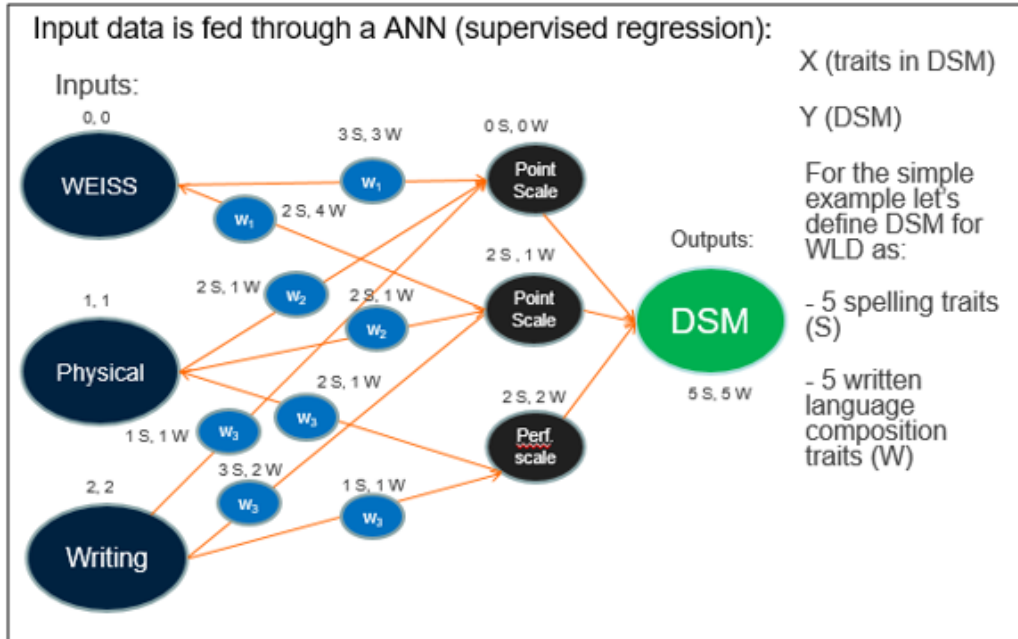 Input data is fed through a ANN (supervised regression):
X (traits in DSM)
Inputs:
0, 0
3 S, 3 W
0 S, 0 W
Y (DSM)
WEISS
w₁
Point
Scale
For the simple
example let's
define DSM for
WLD as:
w₁
2 S, 4 W
Outputs:
2 S, 1 W
2 S, 1 W
2 S, 1 W
1, 1
w₂
w₂
Point
Scale
DSM
- 5 spelling traits
(S)
Physical
2 S, 1 W
2 S, 2 W
5 S, 5 W
- 5 written
language
composition
traits (W)
1 S, 1 W
w₃
w₃
Perf.
scale
3 S, 2 W
1 S, 1 W
2, 2
w₃
w₃
Writing